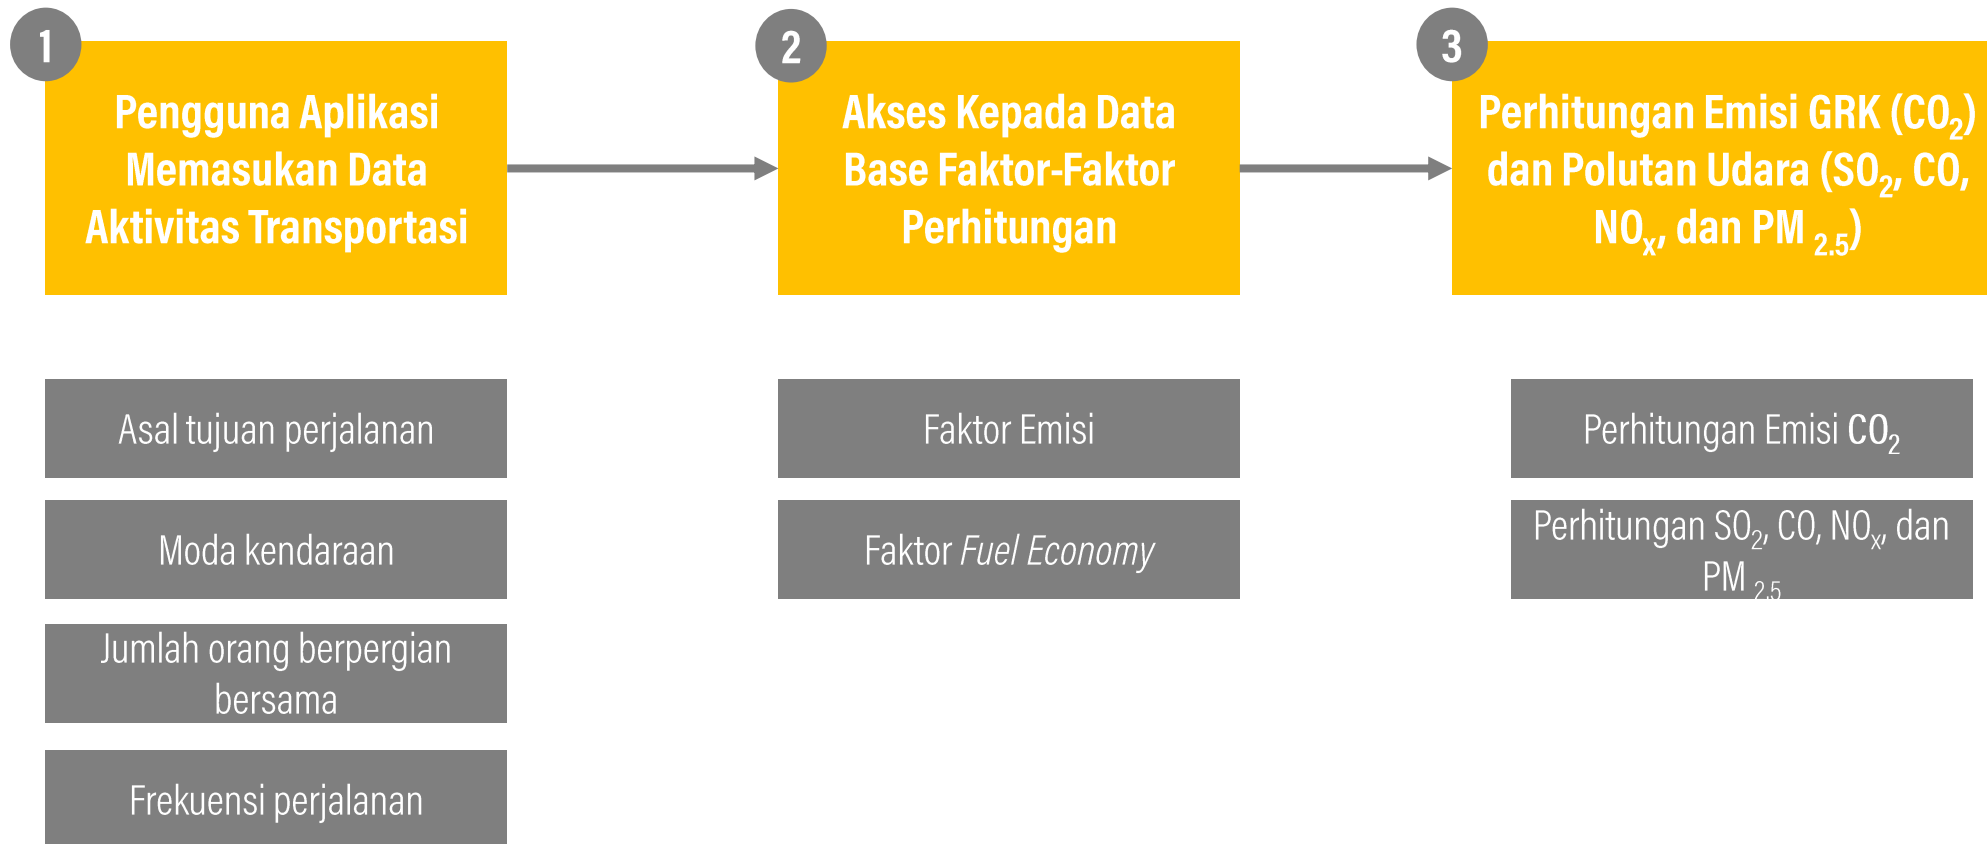 1
Pengguna Aplikasi
Memasukan Data
Aktivitas Transportasi
2
Akses Kepada Data
Base Faktor-Faktor
Perhitungan
3
Perhitungan Emisi GRK (CO₂)
dan Polutan Udara (SO₂, CO,
NOₓ, dan PM ₂.₅)
Asal tujuan perjalanan
Moda kendaraan
Jumlah orang berpergian
bersama
Frekuensi perjalanan
Faktor Emisi
Faktor Fuel Economy
Perhitungan Emisi CO₂
Perhitungan SO₂, CO, NOₓ, dan
PM ₂.₅